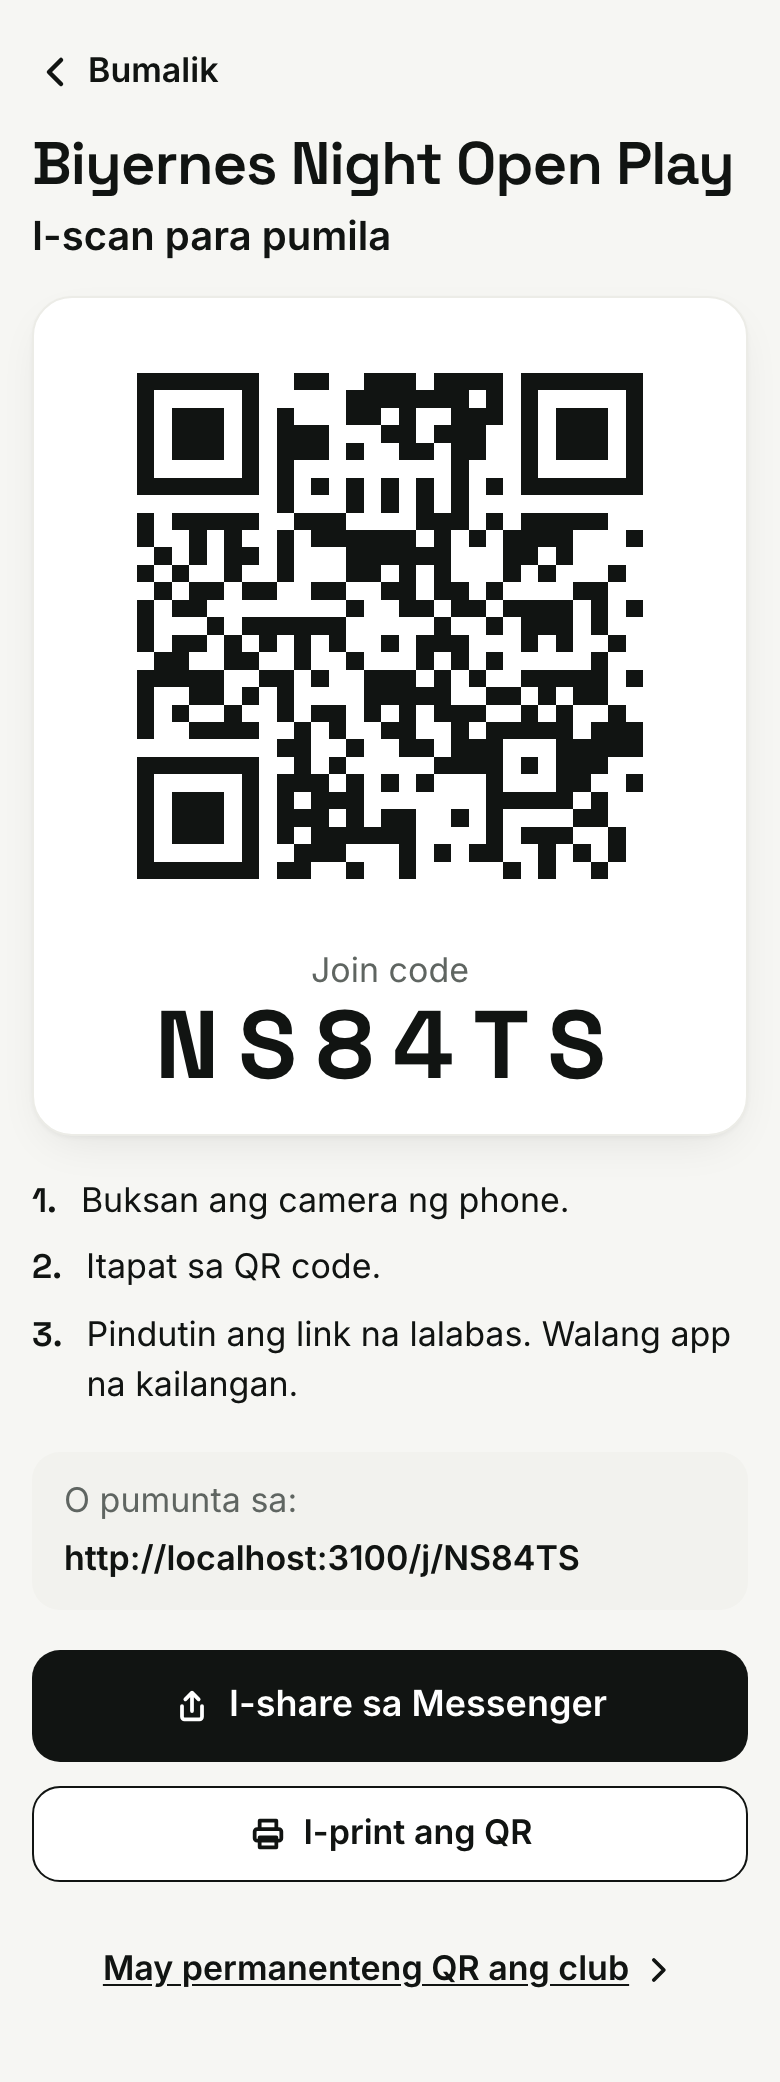 Bumalik
Biyernes Night Open Play
I-scan para pumila
Join code
NS84TS
1. Buksan ang camera ng phone.
2. Itapat sa QR code.
3. Pindutin ang link na lalabas. Walang app
na kailangan.
O pumunta sa:
http://localhost:3100/j/NS84TS
I-share sa Messenger
I-print ang QR
May permanenteng QR ang club